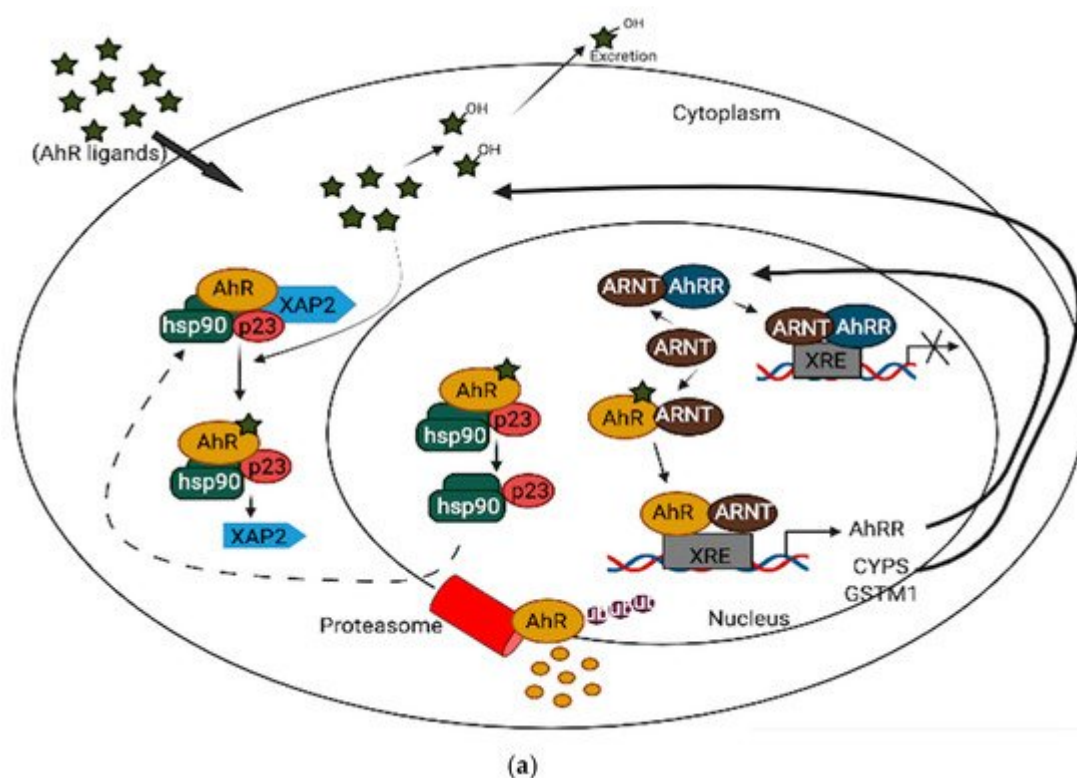 OH
Excretion
Cytoplasm
(AhR ligands)
OH
OH
AhR
XAP2
hsp90
p23
ARNT
AhRR
ARNT
AhRR
XRE
ARNT
AhR
p23
hsp90
AhR
ARNT
AhR
p23
hsp90
p23
hsp90
XAP2
AhR
ARNT
XRE
AhRR
CYPS
GSTM1
Proteasome
AhR
Nucleus
(a)